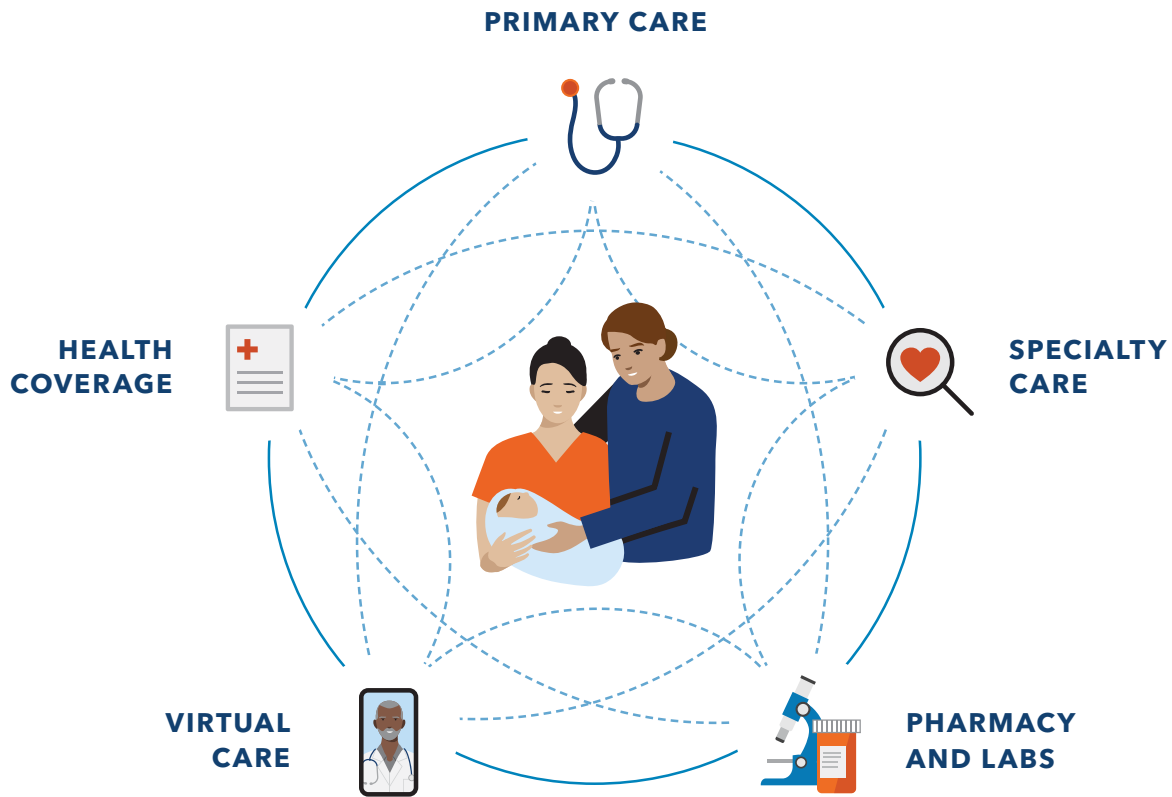 PRIMARY CARE
HEALTH
COVERAGE
SPECIALTY
CARE
VIRTUAL
CARE
PHARMACY
AND LABS